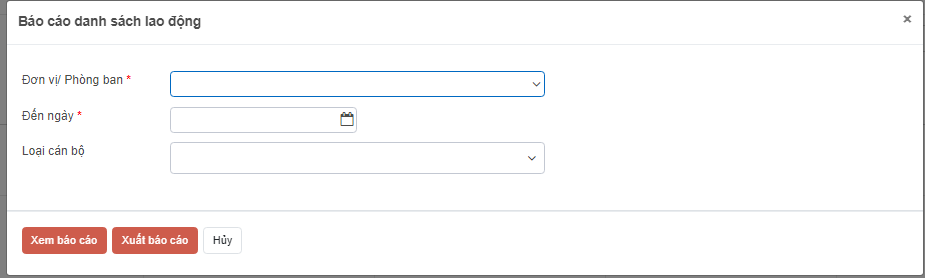 Báo cáo danh sách lao động ×
Đơn vị/ Phòng ban *
Đến ngày *
Loại cán bộ
Xem báo cáo Xuất báo cáo Hủy